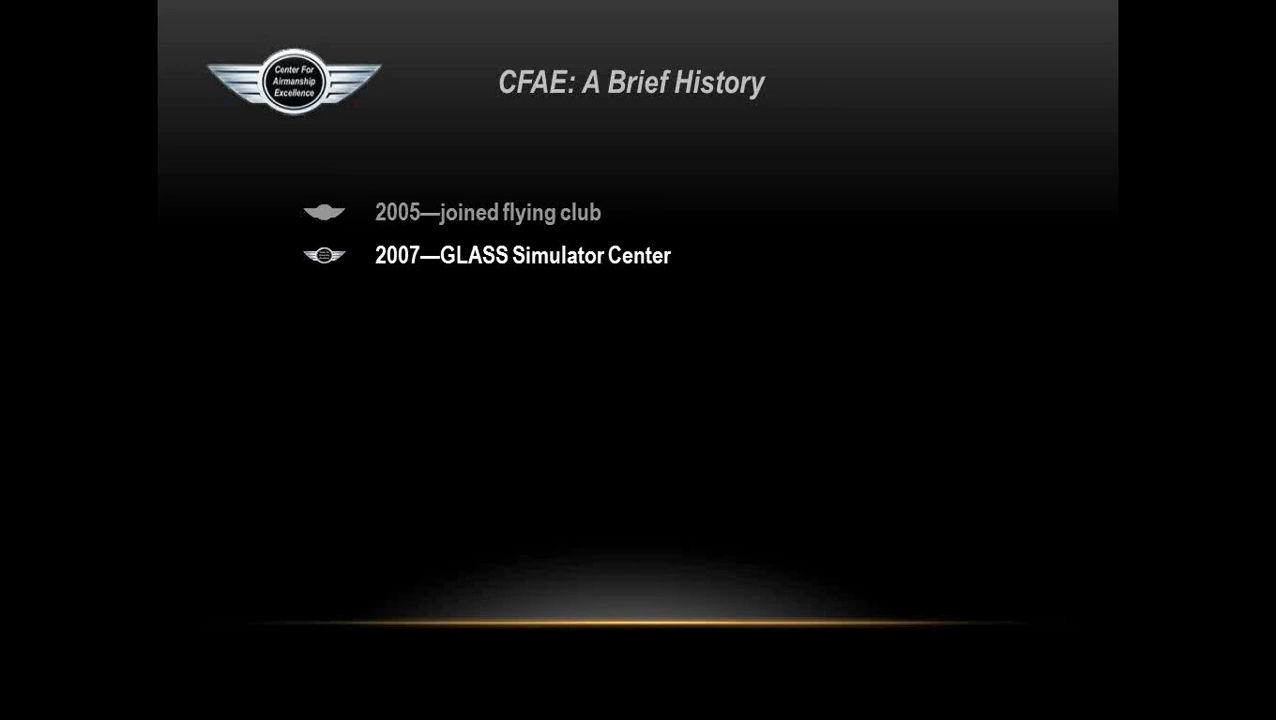 Center For
Airmanship
Excellence
CFAE: A Brief History
2005—joined flying club
2007—GLASS Simulator Center